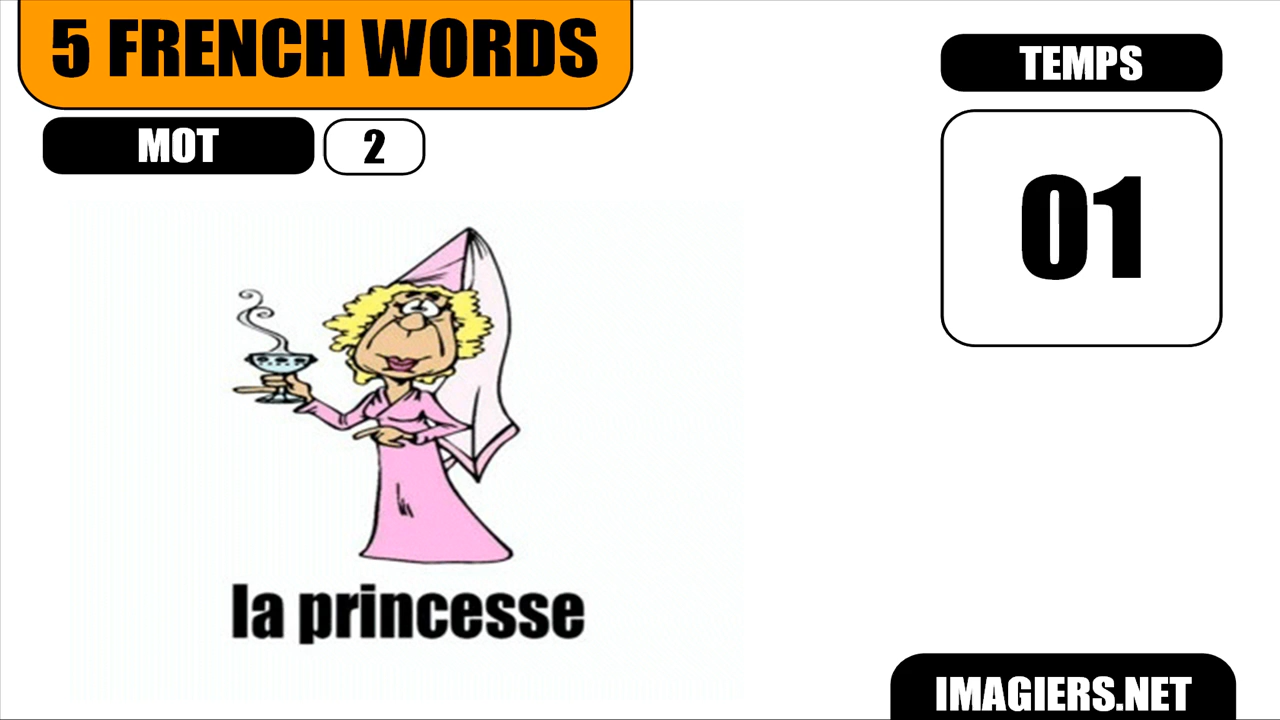 5 FRENCH WORDS
MOT
2
TEMPS
01
la princesse
IMAGIERS.NET